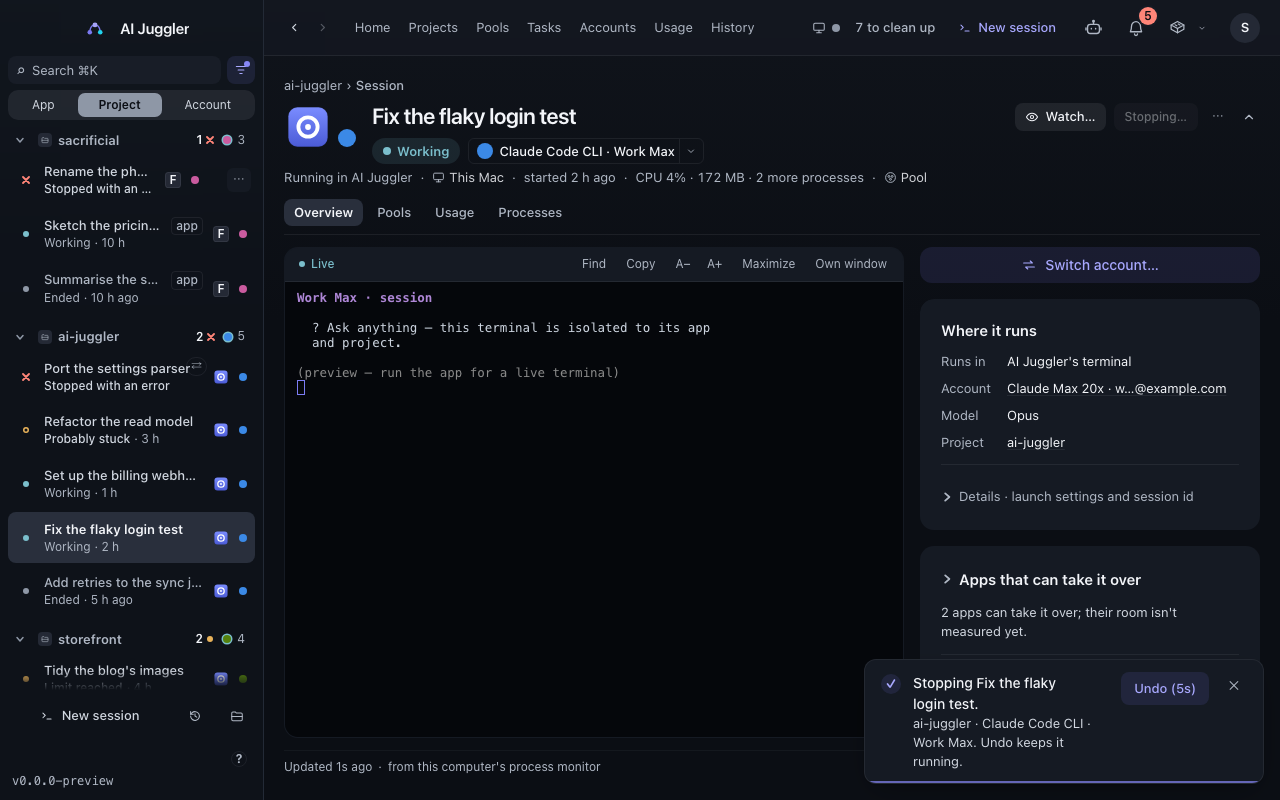 AI Juggler
Search ⌘K
App
Project
Account
sacrificial
1
3
Rename the ph...
Stopped with an ...
F
Sketch the pricin...
app
Working · 10 h
F
Summarise the s...
app
Ended · 10 h ago
F
ai-juggler
2
5
Port the settings parser
Stopped with an error
Refactor the read model
Probably stuck · 3 h
Set up the billing webh...
Working · 1 h
Fix the flaky login test
Working · 2 h
Add retries to the sync j...
Ended · 5 h ago
storefront
2
4
Tidy the blog's images
Limit reached · 4 h
New session
?
v0.0.0-preview
Home
Projects
Pools
Tasks
Accounts
Usage
History
7 to clean up
New session
5
S
ai-juggler › Session
Fix the flaky login test
Watch...
Stopping...
Working
Claude Code CLI · Work Max
Running in AI Juggler · This Mac · started 2 h ago · CPU 4% · 172 MB · 2 more processes · Pool
Overview
Pools
Usage
Processes
Live
Find
Copy
A−
A+
Maximize
Own window
Work Max · session
? Ask anything — this terminal is isolated to its app
and project.
(preview — run the app for a live terminal)
Updated 1s ago · from this computer's process monitor
Switch account...
Where it runs
Runs in AI Juggler's terminal
Account Claude Max 20x · w...@example.com
Model Opus
Project ai-juggler
Details · launch settings and session id
Apps that can take it over
2 apps can take it over; their room isn't
measured yet.
Stopping Fix the flaky
login test.
ai-juggler · Claude Code CLI ·
Work Max. Undo keeps it
running.
Undo (5s)